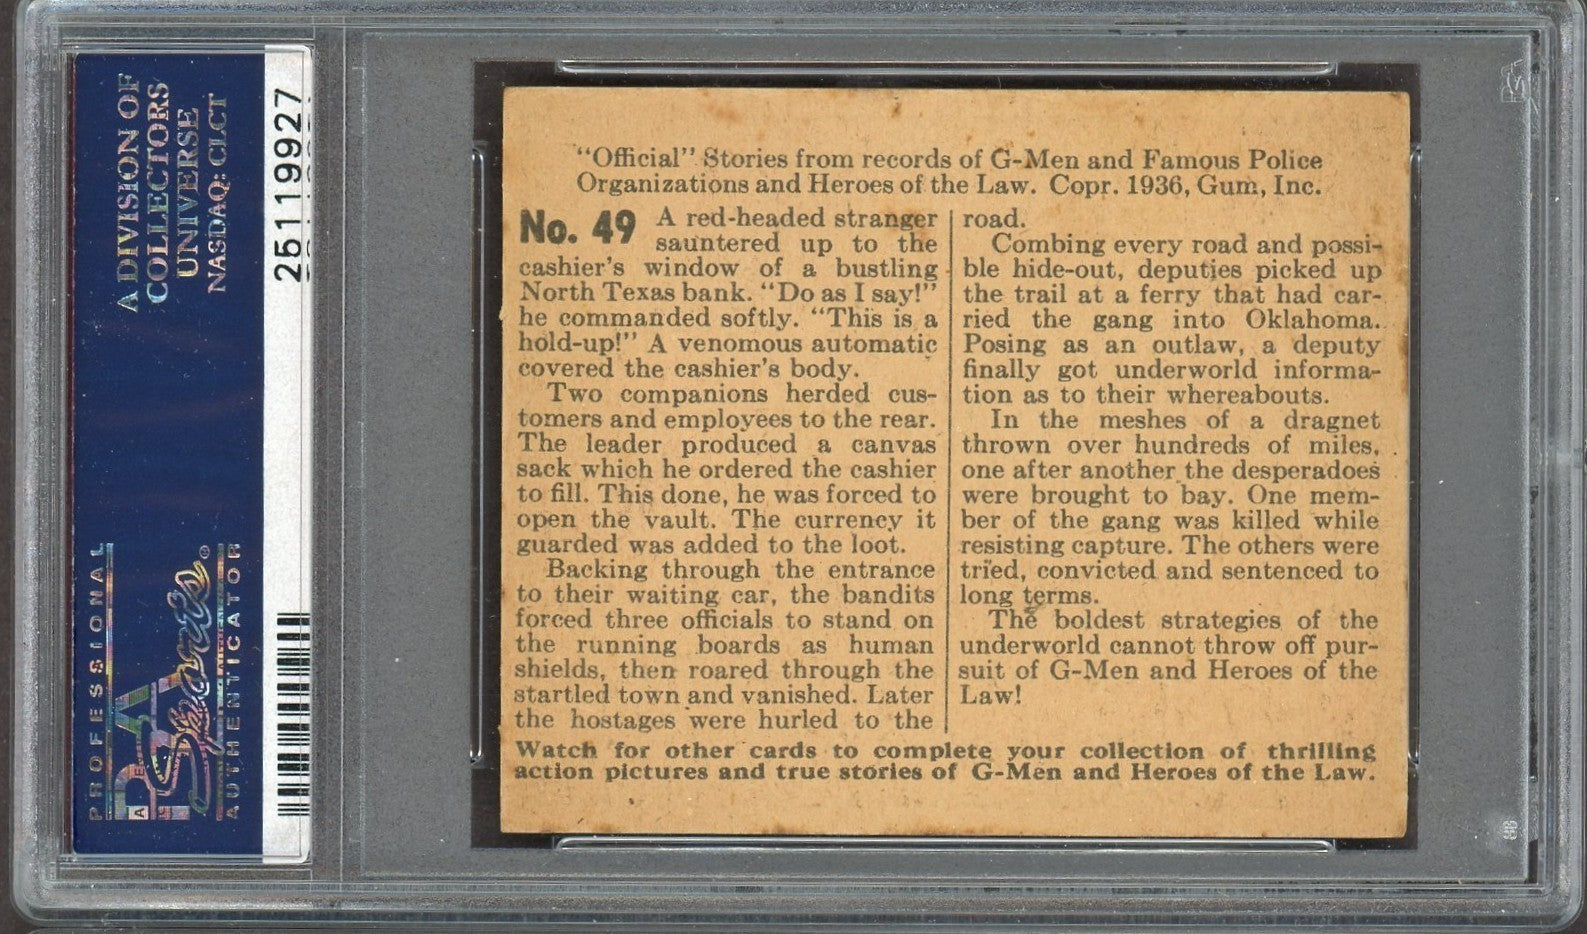 A DIVISION OF
COLLECTORS
UNIVERSE
NASDAQ: CLCT
PROFESSIONAL
PSA
Sports®
AUTHENTICATOR
25119927
"Official" Stories from records of G-Men and Famous Police
Organizations and Heroes of the Law. Copr. 1936, Gum, Inc.
No. 49 A red-headed stranger
sauntered up to the
cashier's window of a bustling
North Texas bank. "Do as I say!"
he commanded softly. "This is a
hold-up!" A venomous automatic
covered the cashier's body.
Two companions herded cus-
tomers and employees to the rear.
The leader produced a canvas
sack which he ordered the cashier
to fill. This done, he was forced to
open the vault. The currency it
guarded was added to the loot.
Backing through the entrance
to their waiting car, the bandits
forced three officials to stand on
the running boards as human
shields, then roared through the
startled town and vanished. Later
the hostages were hurled to the
road.
Combing every road and possi-
ble hide-out, deputies picked up
the trail at a ferry that had car-
ried the gang into Oklahoma.
Posing as an outlaw, a deputy
finally got underworld informa-
tion as to their whereabouts.
In the meshes of a dragnet
thrown over hundreds of miles,
one after another the desperadoes
were brought to bay. One mem-
ber of the gang was killed while
resisting capture. The others were
tried, convicted and sentenced to
long terms.
The boldest strategies of the
underworld cannot throw off pur-
suit of G-Men and Heroes of the
Law!
Watch for other cards to complete your collection of thrilling
action pictures and true stories of G-Men and Heroes of the Law.